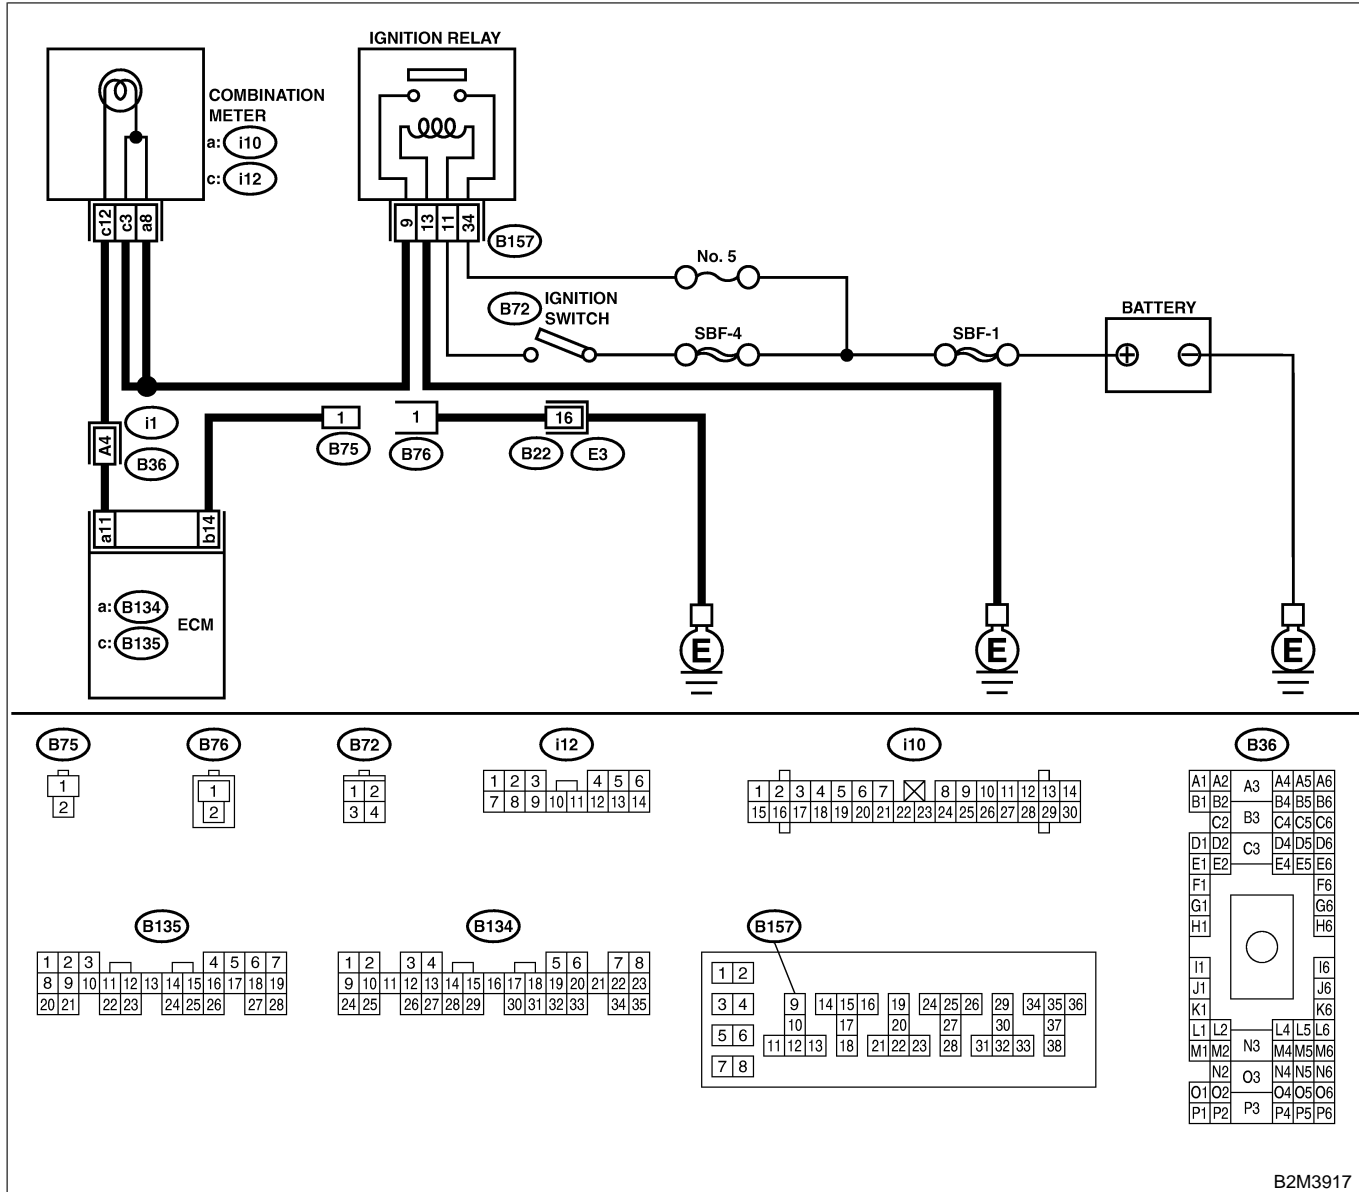 IGNITION RELAY
COMBINATION
METER
a: i10
c: i12
c12 c3 a8
9 13 11 34
B157
No. 5
B72 IGNITION
SWITCH
SBF-4
SBF-1
BATTERY
+ −
i1
A4
B36
1
B75
1
B76
16
B22 E3
a11 b14
a: B134
c: B135
ECM
E E E
B75
1
2
B76
1
2
B72
1 2
3 4
i12
1 2 3 4 5 6
7 8 9 10 11 12 13 14
i10
1 2 3 4 5 6 7 8 9 10 11 12 13 14
15 16 17 18 19 20 21 22 23 24 25 26 27 28 29 30
B36
A1 A2 A3 A4 A5 A6
B1 B2 B3 B4 B5 B6
C2 C3 C4 C5 C6
D1 D2 D4 D5 D6
E1 E2 E4 E5 E6
F1 F6
G1 G6
H1 H6
I1 I6
J1 J6
K1 K6
L1 L2 L4 L5 L6
M1 M2 N3 M4 M5 M6
N2 O3 N4 N5 N6
O1 O2 O4 O5 O6
P1 P2 P3 P4 P5 P6
B135
1 2 3 4 5 6 7
8 9 10 11 12 13 14 15 16 17 18 19
20 21 22 23 24 25 26 27 28
B134
1 2 3 4 5 6 7 8
9 10 11 12 13 14 15 16 17 18 19 20 21 22 23
24 25 26 27 28 29 30 31 32 33 34 35
B157
1 2
3 4 9 14 15 16 19 24 25 26 29 34 35 36
10 17 20 27 30 37
5 6 11 12 13 18 21 22 23 28 31 32 33 38
7 8
B2M3917